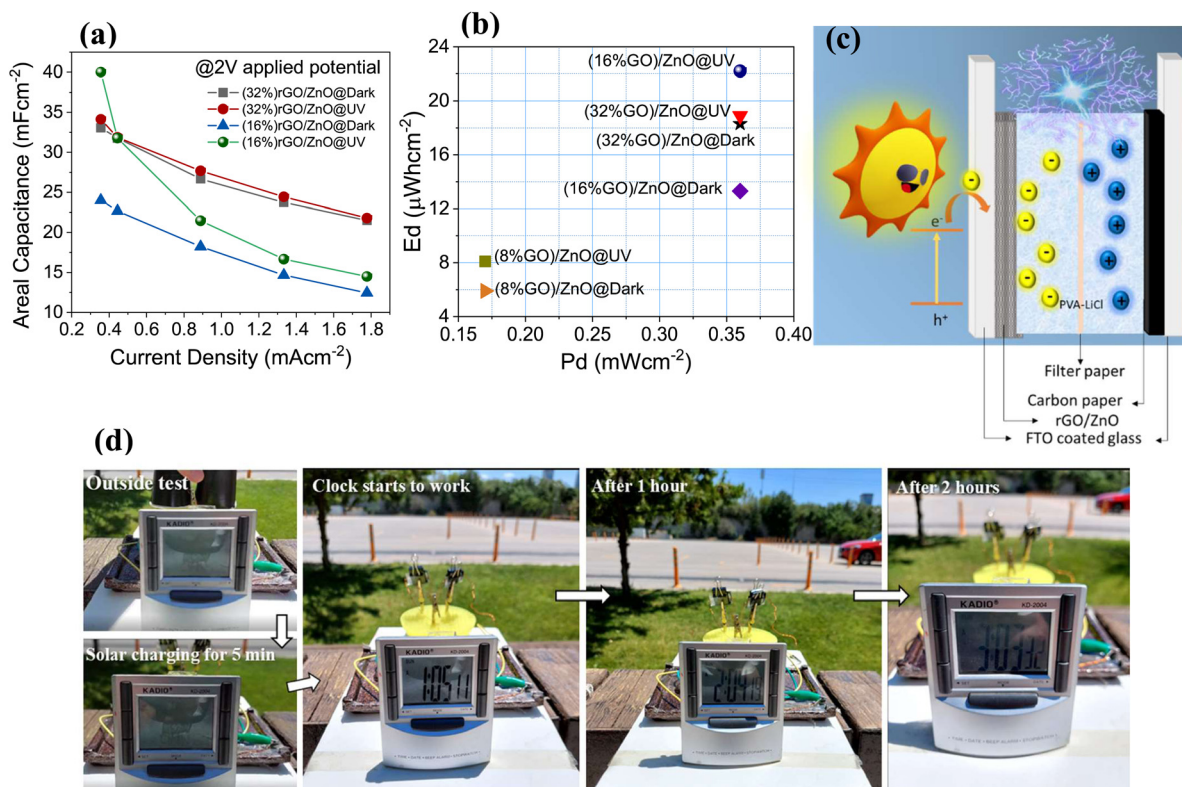 (a)
@2V applied potential
(32%)rGO/ZnO@Dark
(32%)rGO/ZnO@UV
(16%)rGO/ZnO@Dark
(16%)rGO/ZnO@UV
Areal Capacitance (mFcm-2)
40
35
30
25
20
15
10
0.2 0.4 0.6 0.8 1.0 1.2 1.4 1.6 1.8
Current Density (mAcm-2)
(b)
Ed (µWhcm-2)
24
20
16
12
8
4
(16%GO)/ZnO@UV
(32%GO)/ZnO@UV
(32%GO)/ZnO@Dark
(16%GO)/ZnO@Dark
(8%GO)/ZnO@UV
(8%GO)/ZnO@Dark
0.15 0.20 0.25 0.30 0.35 0.40
Pd (mWcm-2)
(c)
e-
h+
PVA-LiCl
Filter paper
Carbon paper
rGO/ZnO
FTO coated glass
(d)
Outside test
KADIO®
Solar charging for 5 min
KADIO®
Clock starts to work
KADIO® KD-2004
1:0511
After 1 hour
KADIO® KD-2004
After 2 hours
KADIO® KD-2004